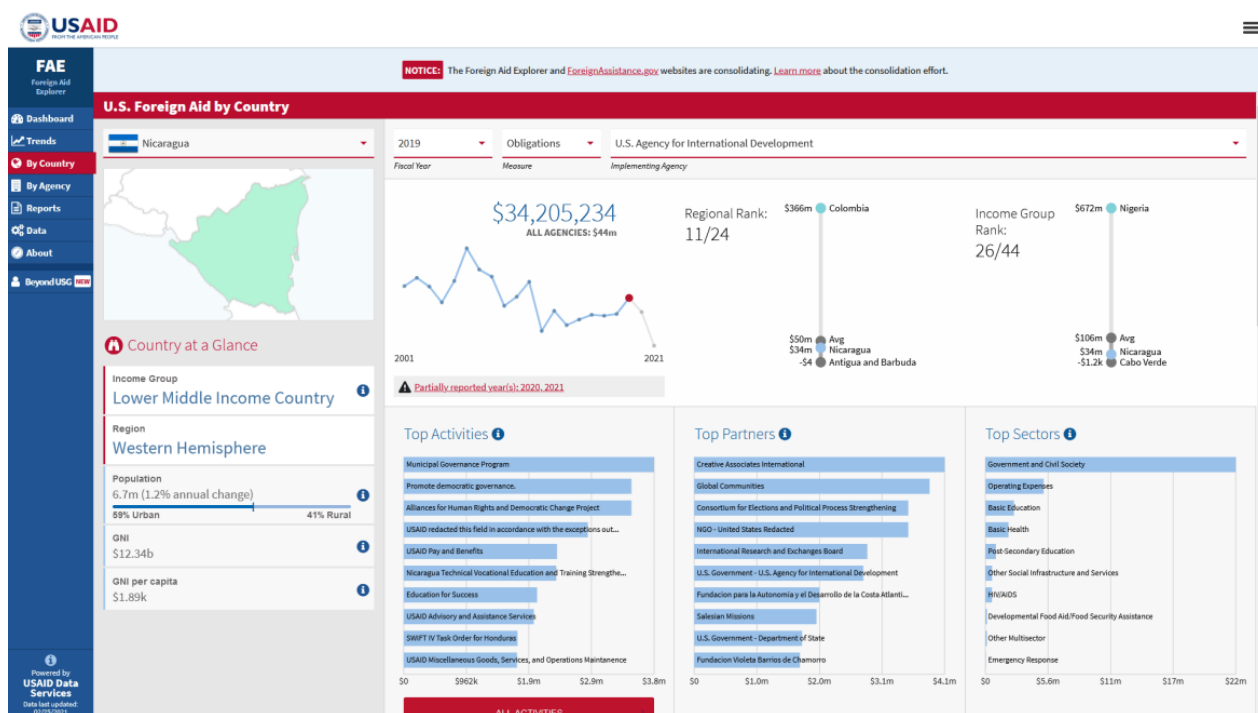 USAID
FROM THE AMERICAN PEOPLE
FAE
Foreign Aid
Explorer
Dashboard
Trends
By Country
By Agency
Reports
Data
About
Beyond USG NEW
Powered by
USAID Data
Services
Data last updated:
NOTICE: The Foreign Aid Explorer and ForeignAssistance.gov websites are consolidating. Learn more about the consolidation effort.
U.S. Foreign Aid by Country
Nicaragua
2019
Obligations
U.S. Agency for International Development
Fiscal Year
Measure
Implementing Agency
Country at a Glance
Income Group
Lower Middle Income Country
Region
Western Hemisphere
Population
6.7m (1.2% annual change)
59% Urban
41% Rural
GNI
$12.34b
GNI per capita
$1.89k
$34,205,234
ALL AGENCIES: $44m
2001
2021
Partially reported year(s): 2020, 2021
Regional Rank:
11/24
$366m Colombia
$50m Avg
$34m Nicaragua
-$4 Antigua and Barbuda
Income Group
Rank:
26/44
$672m Nigeria
$106m Avg
$34m Nicaragua
-$1.2k Cabo Verde
Top Activities
Municipal Governance Program
Promote democratic governance.
Alliances for Human Rights and Democratic Change Project
USAID redacted this field in accordance with the exceptions out...
USAID Pay and Benefits
Nicaragua Technical Vocational Education and Training Strengthe...
Education for Success
USAID Advisory and Assistance Services
SWIFT IV Task Order for Honduras
USAID Miscellaneous Goods, Services, and Operations Maintanence
$0 $962k $1.9m $2.9m $3.8m
ALL ACTIVITIES
Top Partners
Creative Associates International
Global Communities
Consortium for Elections and Political Process Strengthening
NGO - United States Redacted
International Research and Exchanges Board
U.S. Government - U.S. Agency for International Development
Fundacion para la Autonomia y el Desarrollo de la Costa Atlanti...
Salesian Missions
U.S. Government - Department of State
Fundacion Violeta Barrios de Chamorro
$0 $1.0m $2.0m $3.1m $4.1m
Top Sectors
Government and Civil Society
Operating Expenses
Basic Education
Basic Health
Post-Secondary Education
Other Social Infrastructure and Services
HIV/AIDS
Developmental Food Aid/Food Security Assistance
Other Multisector
Emergency Response
$0 $5.6m $11m $17m $22m